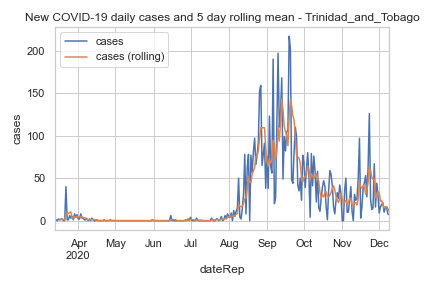 New COVID-19 daily cases and 5 day rolling mean - Trinidad_and_Tobago
cases
cases (rolling)
200
150
100
50
0
cases
Apr
2020
May
Jun
Jul
Aug
Sep
Oct
Nov
Dec
dateRep